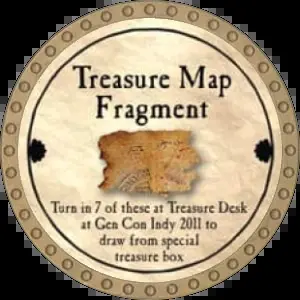 Treasure Map
Fragment
Turn in 7 of these at Treasure Desk
at Gen Con Indy 2011 to
draw from special
treasure box